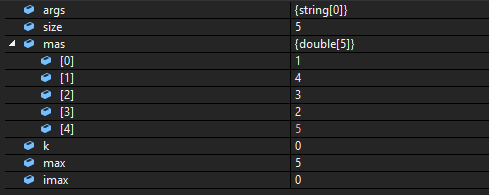 args {string[0]}
size 5
mas {double[5]}
[0] 1
[1] 4
[2] 3
[3] 2
[4] 5
k 0
max 5
imax 0